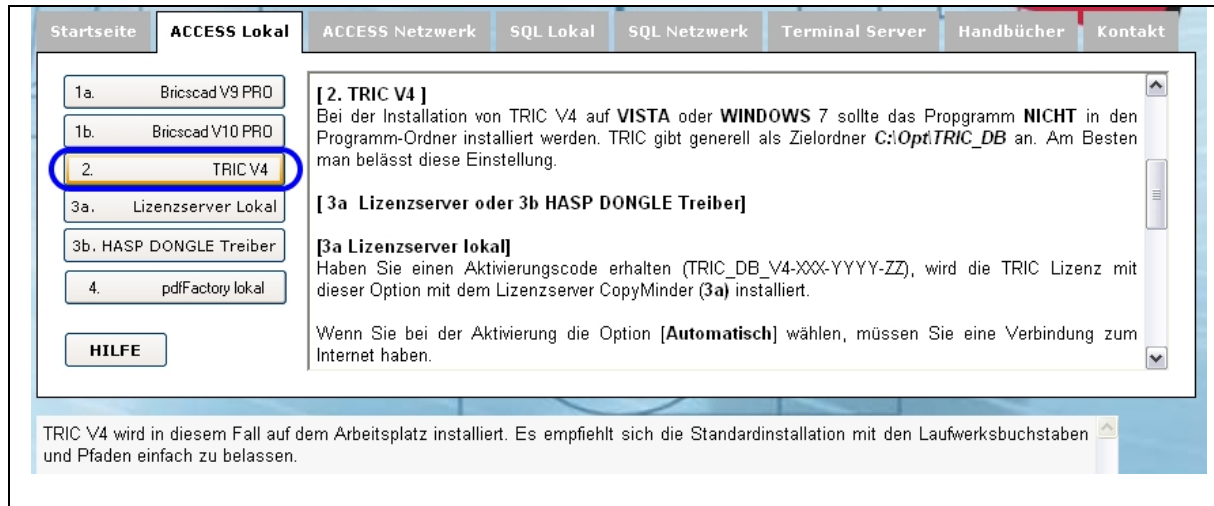 Startseite ACCESS Lokal ACCESS Netzwerk SQL Lokal SQL Netzwerk Terminal Server Handbücher Kontakt
1a. Bricscad V9 PRO
1b. Bricscad V10 PRO
2. TRIC V4
3a. Lizenzserver Lokal
3b. HASP DONGLE Treiber
4. pdfFactory lokal
HILFE
[ 2. TRIC V4 ]
Bei der Installation von TRIC V4 auf VISTA oder WINDOWS 7 sollte das Propgramm NICHT in den
Programm-Ordner installiert werden. TRIC gibt generell als Zielordner C:\Opt\TRIC_DB an. Am Besten
man belässt diese Einstellung.
[ 3a Lizenzserver oder 3b HASP DONGLE Treiber]
[3a Lizenzserver lokal]
Haben Sie einen Aktivierungscode erhalten (TRIC_DB_V4-XXX-YYYY-ZZ), wird die TRIC Lizenz mit
dieser Option mit dem Lizenzserver CopyMinder (3a) installiert.
Wenn Sie bei der Aktivierung die Option [Automatisch] wählen, müssen Sie eine Verbindung zum
Internet haben.
TRIC V4 wird in diesem Fall auf dem Arbeitsplatz installiert. Es empfiehlt sich die Standardinstallation mit den Laufwerksbuchstaben
und Pfaden einfach zu belassen.